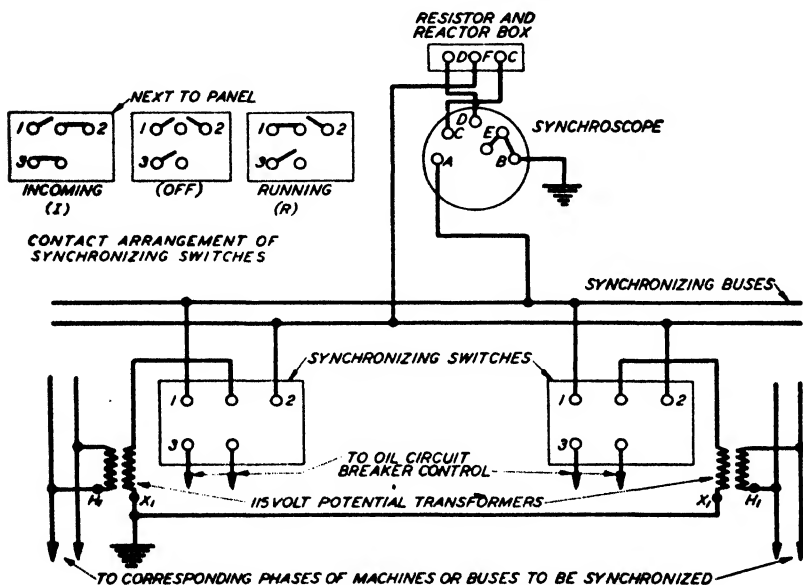 RESISTOR AND
REACTOR BOX
D F C
NEXT TO PANEL
1 2
3
INCOMING
(I)
1 2
3
(OFF)
1 2
3
RUNNING
(R)
C D E
A B
SYNCHROSCOPE
CONTACT ARRANGEMENT OF
SYNCHRONIZING SWITCHES
SYNCHRONIZING BUSES
SYNCHRONIZING SWITCHES
1 2
3
1 2
3
TO OIL CIRCUIT
BREAKER CONTROL
H1 X1
115 VOLT POTENTIAL TRANSFORMERS
X1 H1
TO CORRESPONDING PHASES OF MACHINES OR BUSES TO BE SYNCHRONIZED